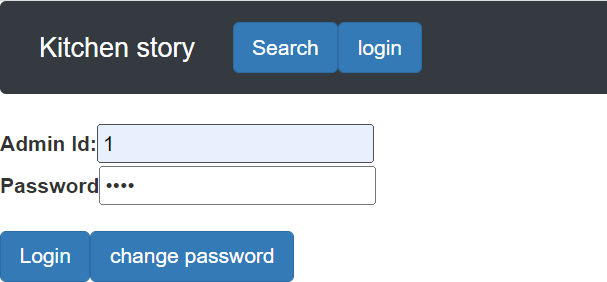 Kitchen story Search login
Admin Id: 1
Password ••••
Login change password